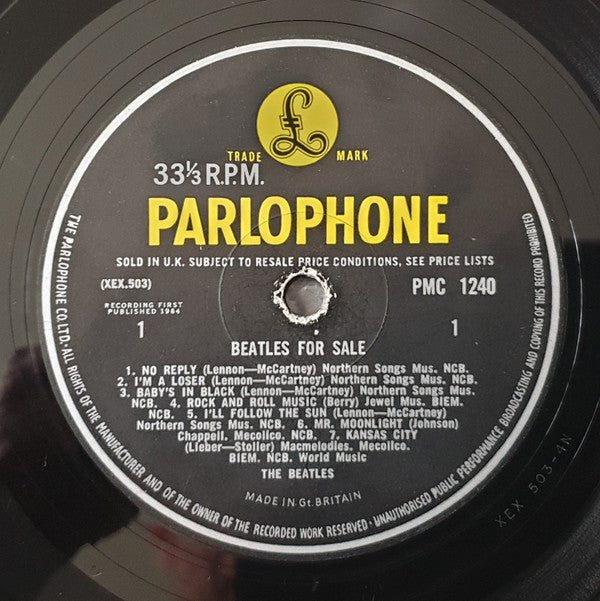 £
TRADE MARK
33⅓ R.P.M.
PARLOPHONE
SOLD IN U.K. SUBJECT TO RESALE PRICE CONDITIONS, SEE PRICE LISTS
(XEX.503) PMC 1240
RECORDING FIRST
PUBLISHED 1964
1 1
BEATLES FOR SALE
1. NO REPLY (Lennon—McCartney) Northern Songs Mus. NCB.
2. I'M A LOSER (Lennon—McCartney) Northern Songs Mus. NCB.
3. BABY'S IN BLACK (Lennon—McCartney) Northern Songs Mus.
NCB. 4. ROCK AND ROLL MUSIC (Berry) Jewel Mus. BIEM.
NCB. 5. I'LL FOLLOW THE SUN (Lennon—McCartney)
Northern Songs Mus. NCB. 6. MR. MOONLIGHT (Johnson)
Chappell. Mecolico. NCB. 7. KANSAS CITY
(Lieber—Stoller) Macmelodies. Mecolico.
BIEM. NCB. World Music
THE BEATLES
MADE IN Gt. BRITAIN
THE PARLOPHONE CO. LTD. · ALL RIGHTS OF THE MANUFACTURER AND OF THE OWNER OF THE RECORDED WORK RESERVED · UNAUTHORISED PUBLIC PERFORMANCE BROADCASTING AND COPYING OF THIS RECORD PROHIBITED
XEX 503-4N